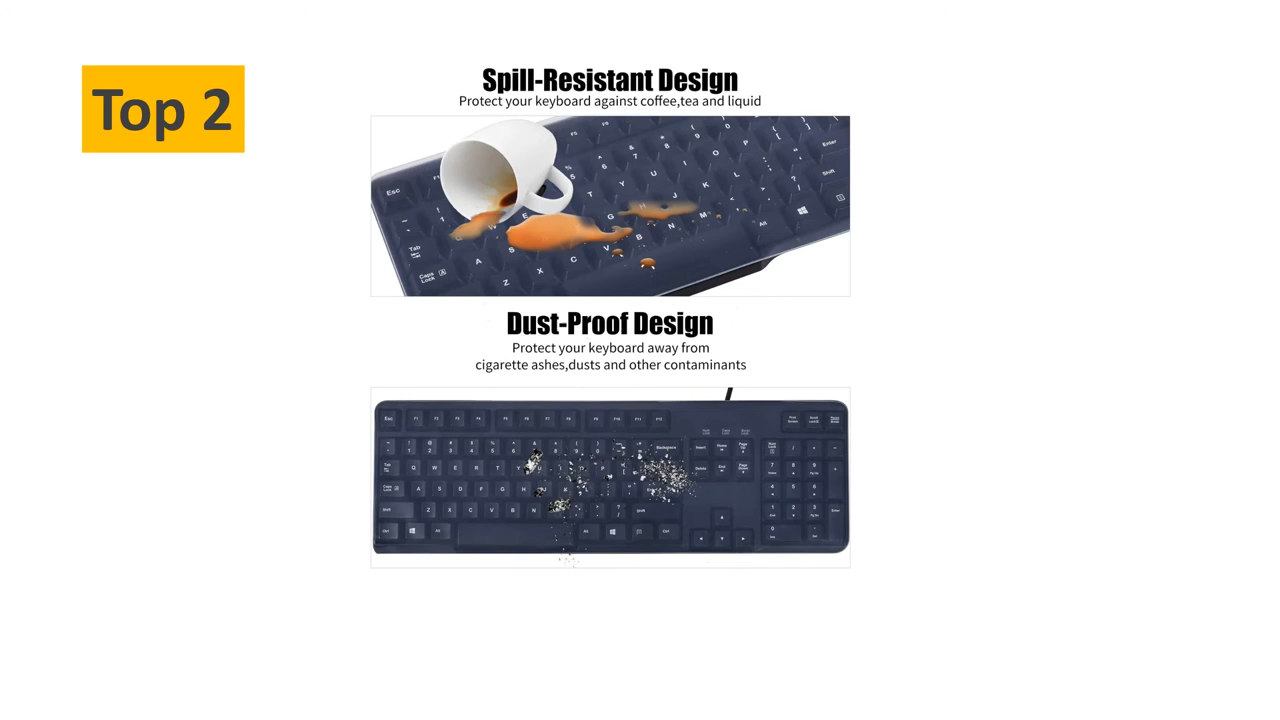 Top 2
Spill-Resistant Design
Protect your keyboard against coffee,tea and liquid
Dust-Proof Design
Protect your keyboard away from
cigarette ashes,dusts and other contaminants